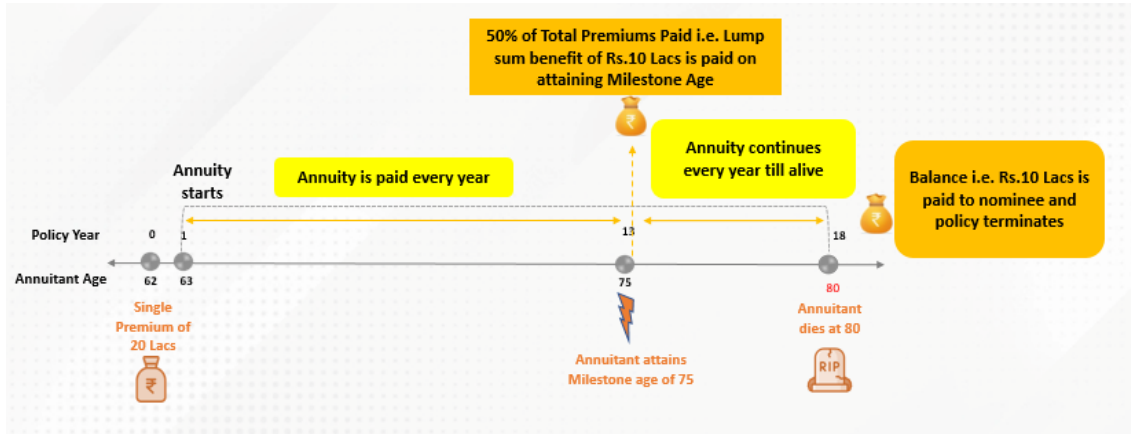 50% of Total Premiums Paid i.e. Lump
sum benefit of Rs.10 Lacs is paid on
attaining Milestone Age
₹
Annuity
starts
Annuity is paid every year
Annuity continues
every year till alive
Balance i.e. Rs.10 Lacs is
paid to nominee and
policy terminates
₹
Policy Year 0 1 13 18
Annuitant Age 62 63 75 80
Single
Premium of
20 Lacs
₹
Annuitant attains
Milestone age of 75
Annuitant
dies at 80
RIP